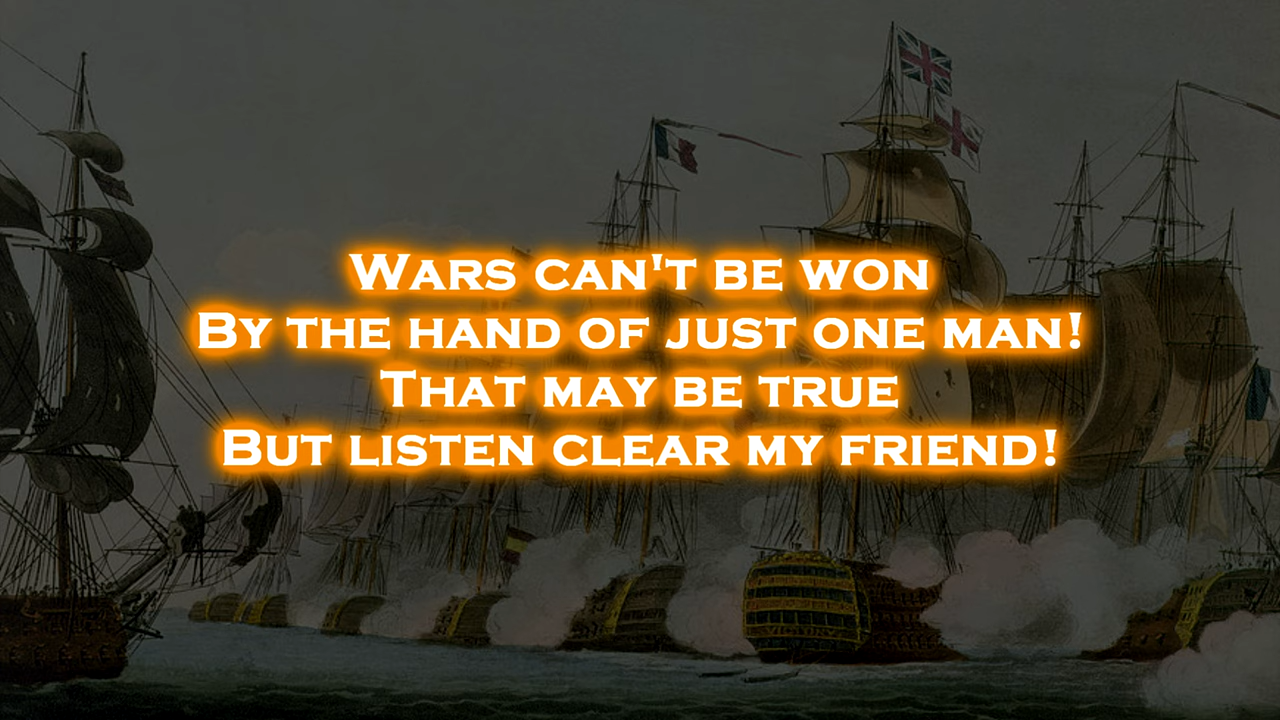 Wars can't be won
By the hand of just one man!
That may be true
But listen clear my friend!
VICTORY